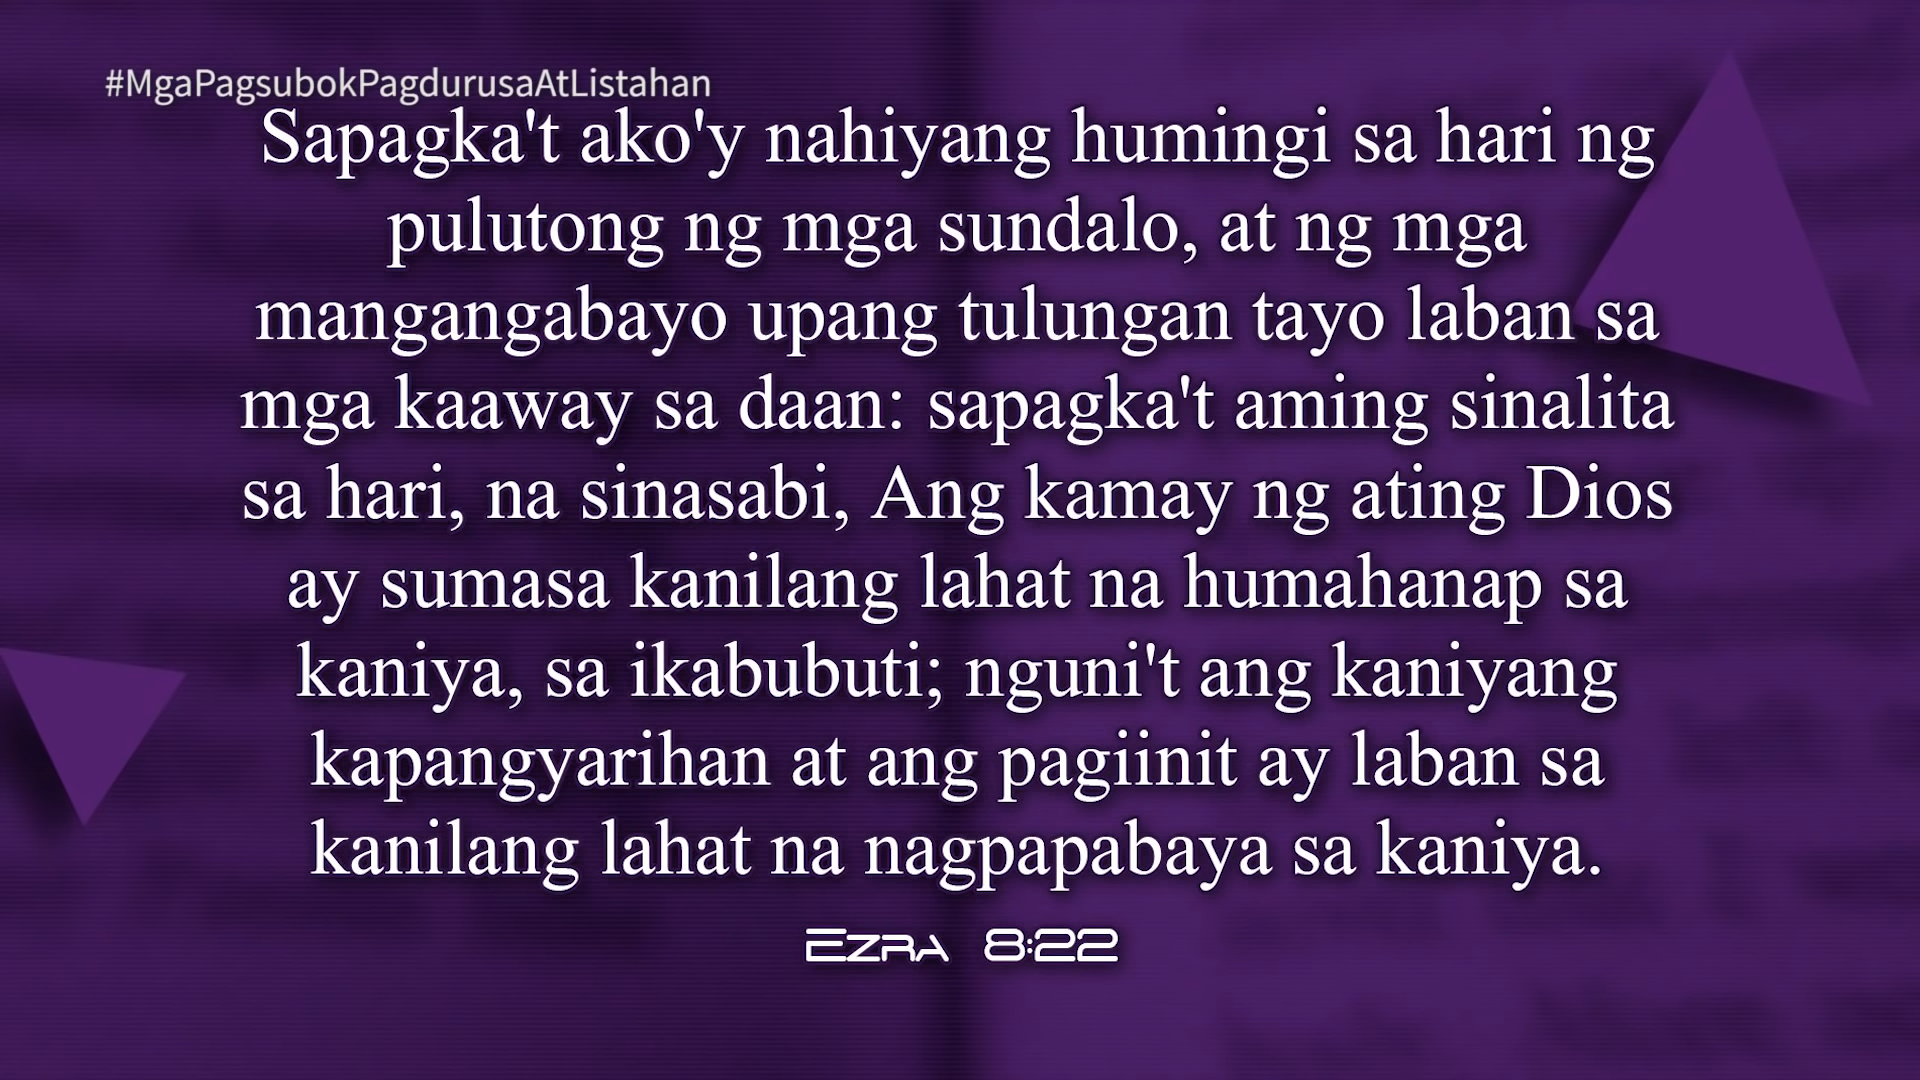 #MgaPagsubokPagdurusaAtListahan
Sapagka't ako'y nahiyang humingi sa hari ng
pulutong ng mga sundalo, at ng mga
mangangabayo upang tulungan tayo laban sa
mga kaaway sa daan: sapagka't aming sinalita
sa hari, na sinasabi, Ang kamay ng ating Dios
ay sumasa kanilang lahat na humahanap sa
kaniya, sa ikabubuti; nguni't ang kaniyang
kapangyarihan at ang pagiinit ay laban sa
kanilang lahat na nagpapabaya sa kaniya.
Ezra 8:22